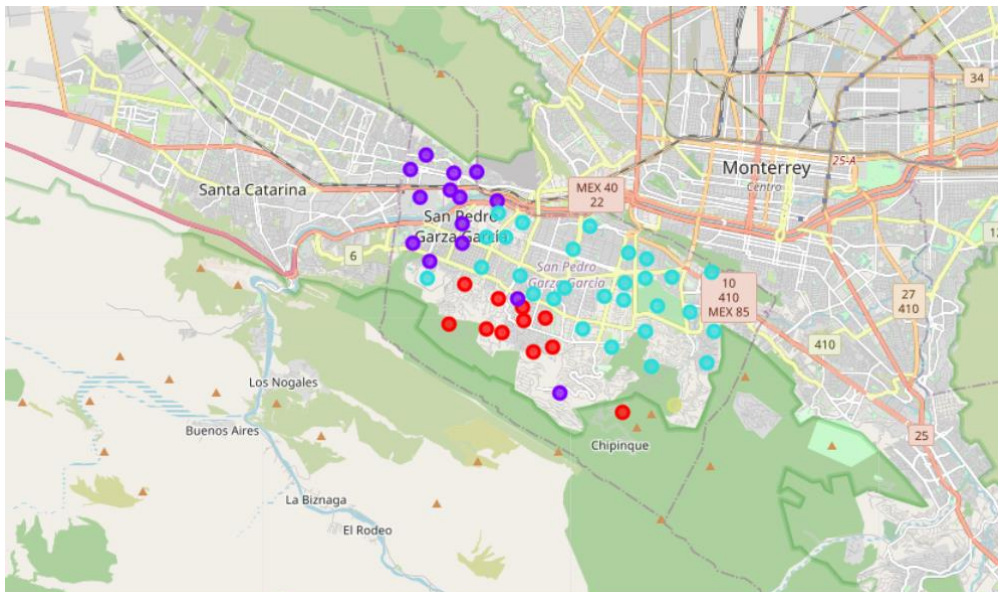 34
Monterrey
25-A
Centro
Santa Catarina
MEX 40
22
San Pedro
Garza García
6
San Pedro
Garza García
10
410
MEX 85
27
410
410
Los Nogales
Buenos Aires
25
Chipinque
La Biznaga
El Rodeo